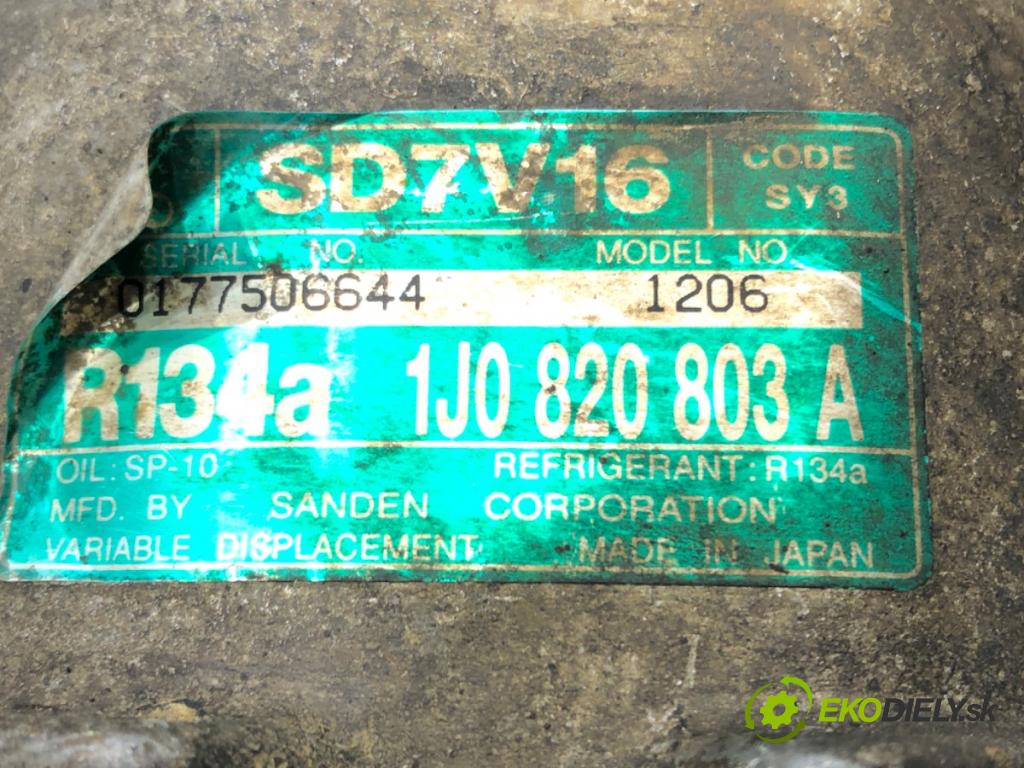 SD7V16
CODE
SY3
SERIAL NO. MODEL NO.
0177506644 1206
R134a 1J0 820 803 A
OIL: SP-10 REFRIGERANT: R134a
MFD. BY SANDEN CORPORATION
VARIABLE DISPLACEMENT MADE IN JAPAN
EKODIELY.sk